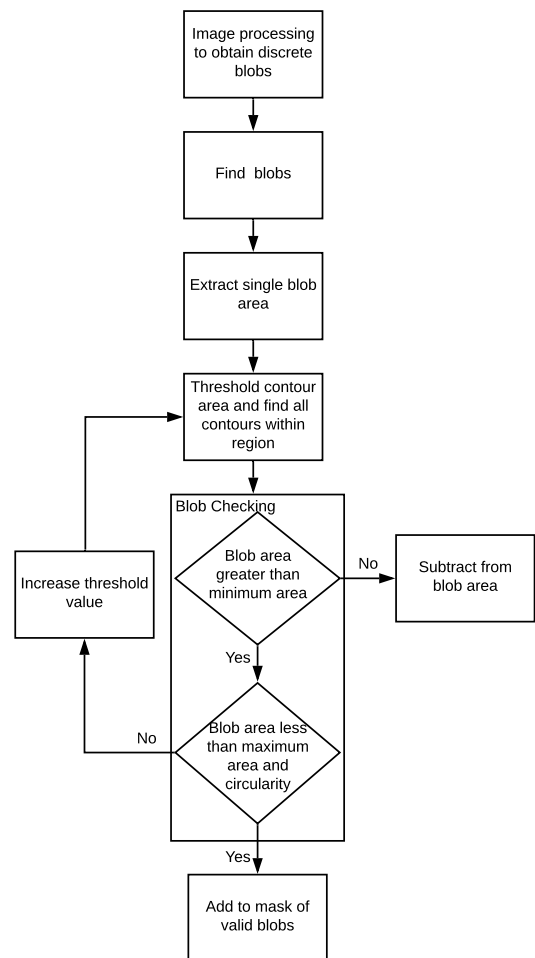 Image processing
to obtain discrete
blobs
Find blobs
Extract single blob
area
Threshold contour
area and find all
contours within
region
Blob Checking
Blob area
greater than
minimum area
No
Subtract from
blob area
Increase threshold
value
Yes
Blob area less
than maximum
area and
circularity
No
Yes
Add to mask of
valid blobs